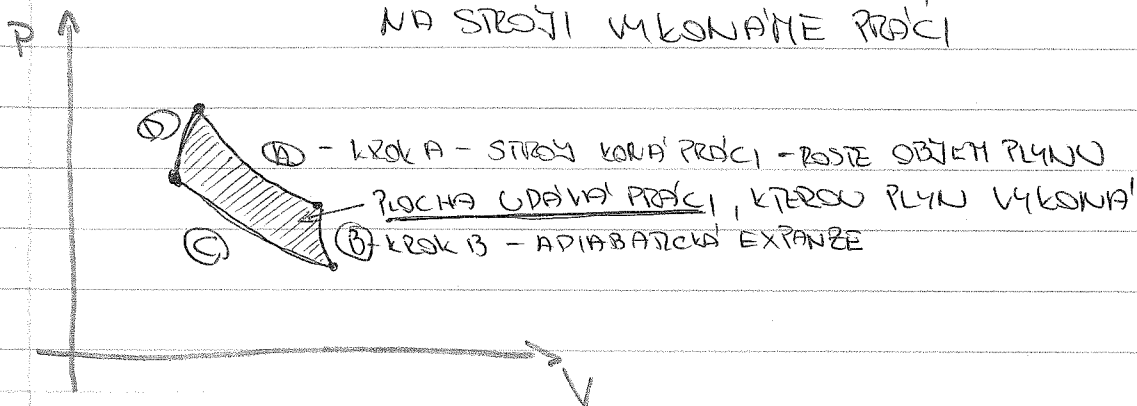 NA STROJI VYKONÁME PRÁCI
P
D
A - KROK A - STROJ KONÁ PRÁCI - ROSTE OBJEM PLYNU
PLOCHA UDÁVÁ PRÁCI, KTEROU PLYN VYKONÁ
C
B - KROK B - ADIABATICKÁ EXPANZE
V